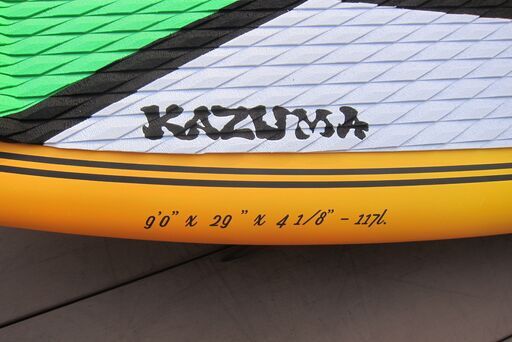 KAZUMA
9'0" x 29" x 4 1/8" - 117l.